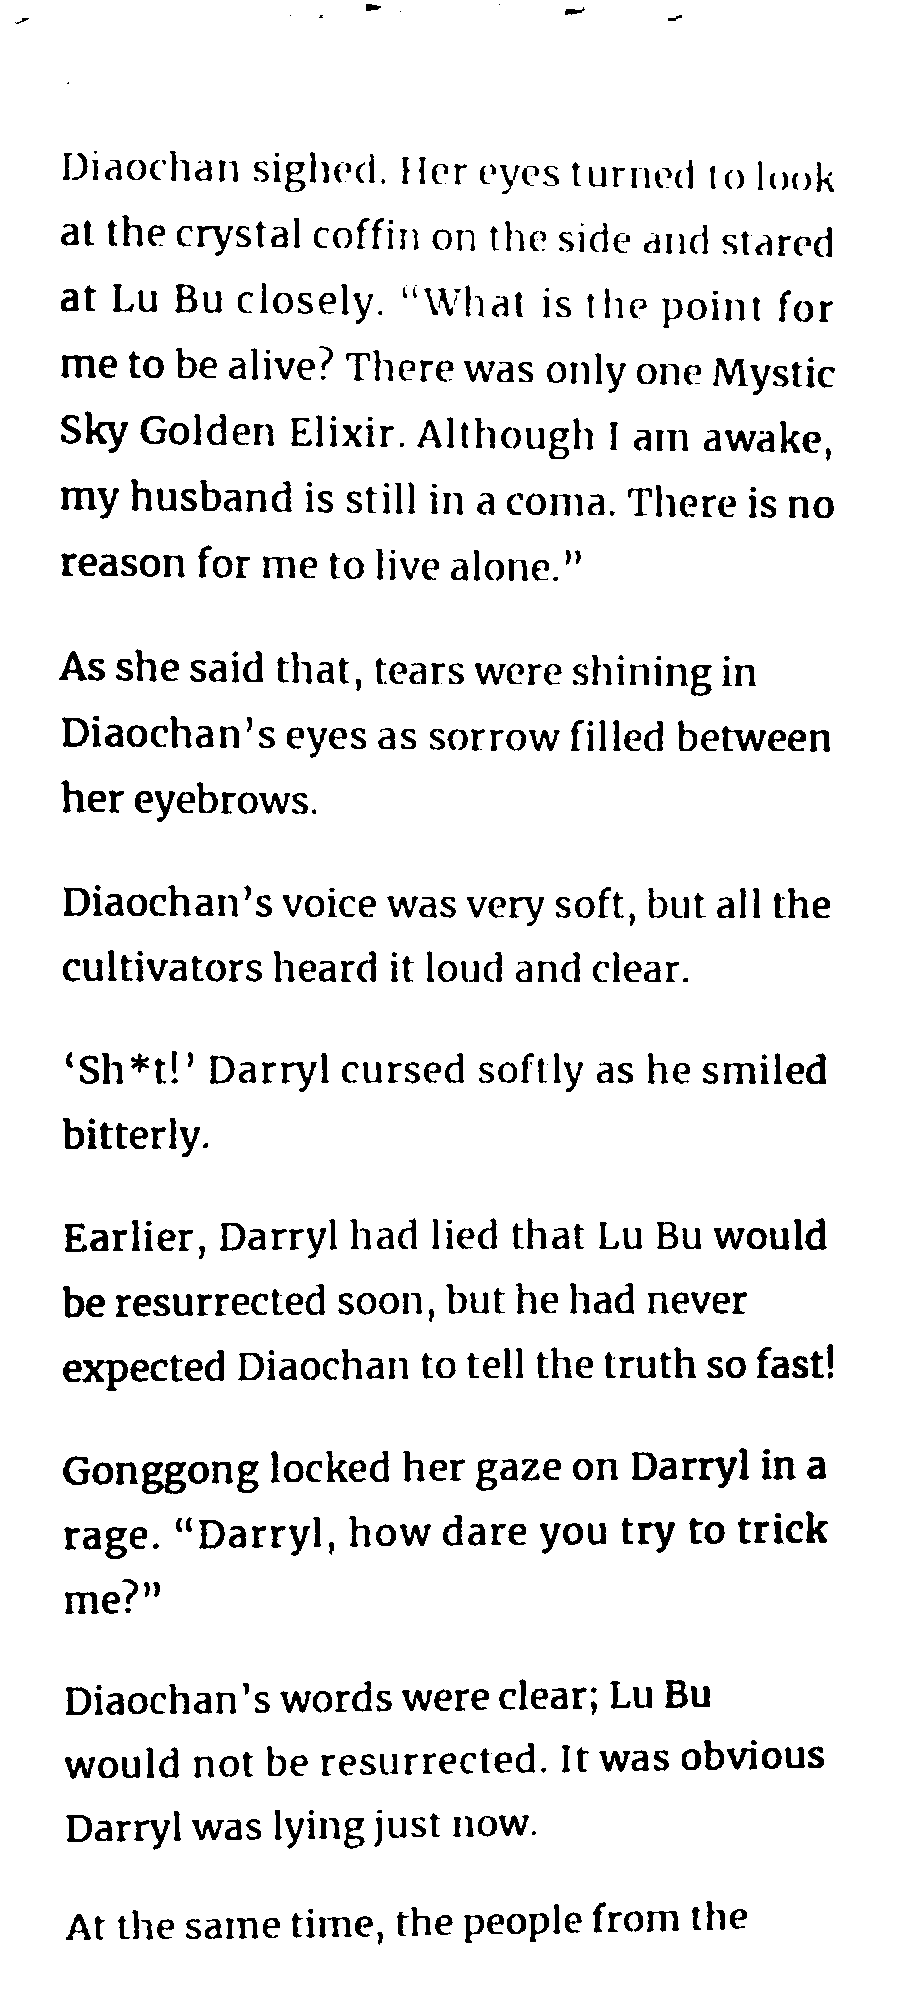 Diaochan sighed. Her eyes turned to look
at the crystal coffin on the side and stared
at Lu Bu closely. “What is the point for
me to be alive? There was only one Mystic
Sky Golden Elixir. Although I am awake,
my husband is still in a coma. There is no
reason for me to live alone.”
As she said that, tears were shining in
Diaochan’s eyes as sorrow filled between
her eyebrows.
Diaochan’s voice was very soft, but all the
cultivators heard it loud and clear.
‘Sh*t!’ Darryl cursed softly as he smiled
bitterly.
Earlier, Darryl had lied that Lu Bu would
be resurrected soon, but he had never
expected Diaochan to tell the truth so fast!
Gonggong locked her gaze on Darryl in a
rage. “Darryl, how dare you try to trick
me?”
Diaochan’s words were clear; Lu Bu
would not be resurrected. It was obvious
Darryl was lying just now.
At the same time, the people from the